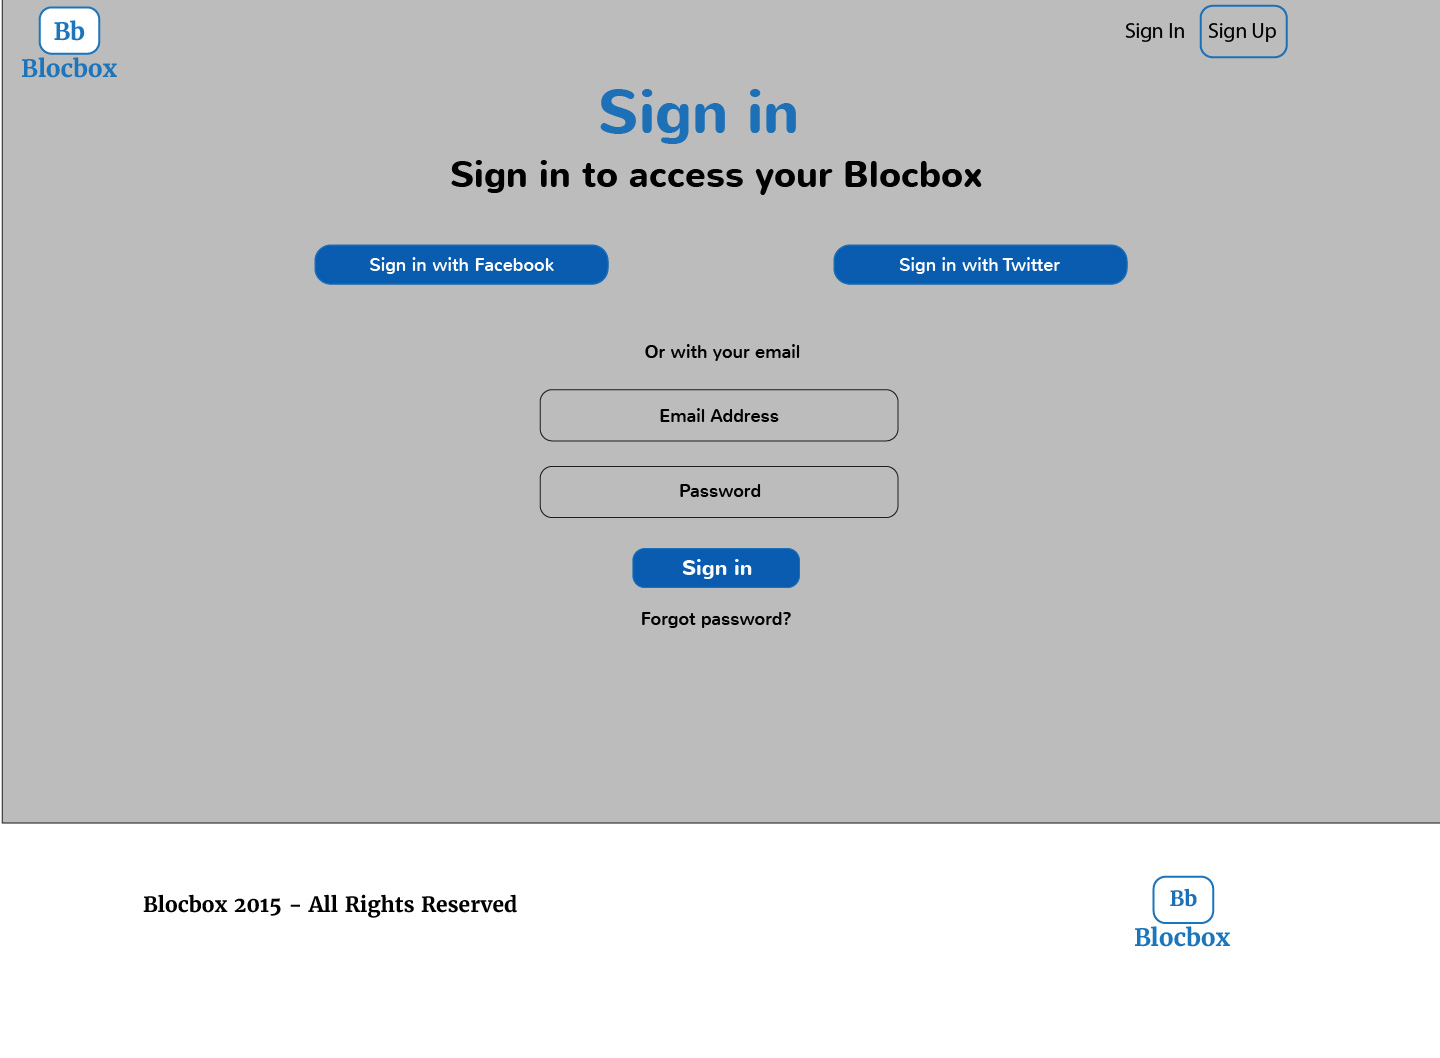 Bb
Blocbox
Sign In
Sign Up
Sign in
Sign in to access your Blocbox
Sign in with Facebook
Sign in with Twitter
Or with your email
Email Address
Password
Sign in
Forgot password?
Blocbox 2015 - All Rights Reserved
Bb
Blocbox